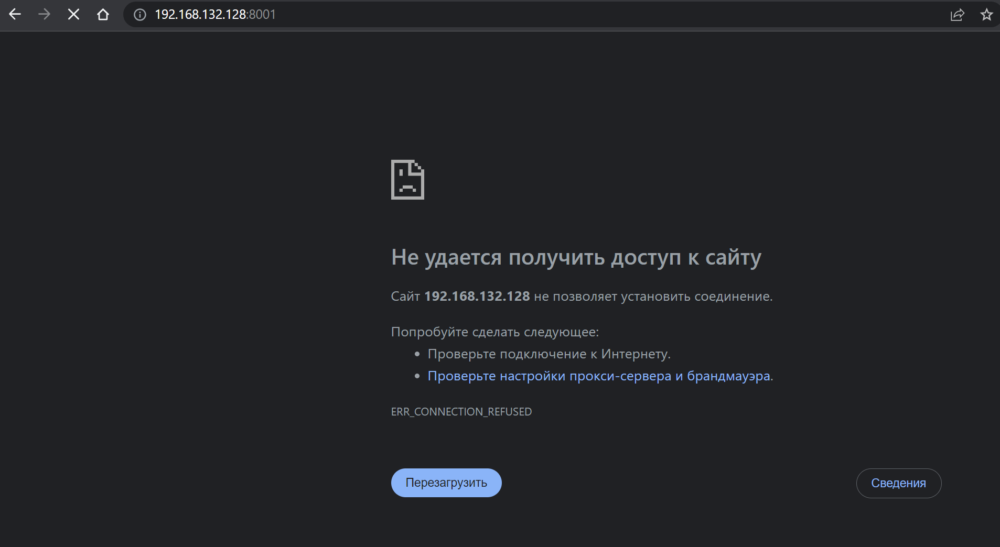 192.168.132.128:8001
Не удается получить доступ к сайту
Сайт 192.168.132.128 не позволяет установить соединение.
Попробуйте сделать следующее:
Проверьте подключение к Интернету.
Проверьте настройки прокси-сервера и брандмауэра.
ERR_CONNECTION_REFUSED
Перезагрузить
Сведения